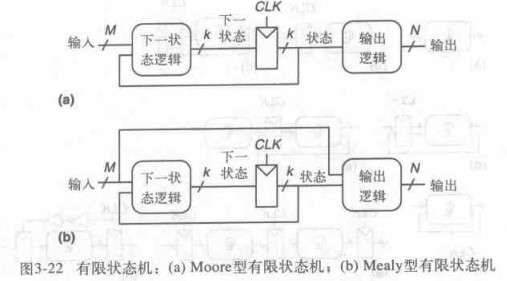 CLK
M
下一
状态
输入
下一状
态逻辑
k
k
状态
输出
逻辑
N
输出
(a)
CLK
M
下一
状态
输入
下一状
态逻辑
k
k
状态
输出
逻辑
N
输出
(b)
图3-22 有限状态机：(a) Moore型有限状态机；(b) Mealy型有限状态机